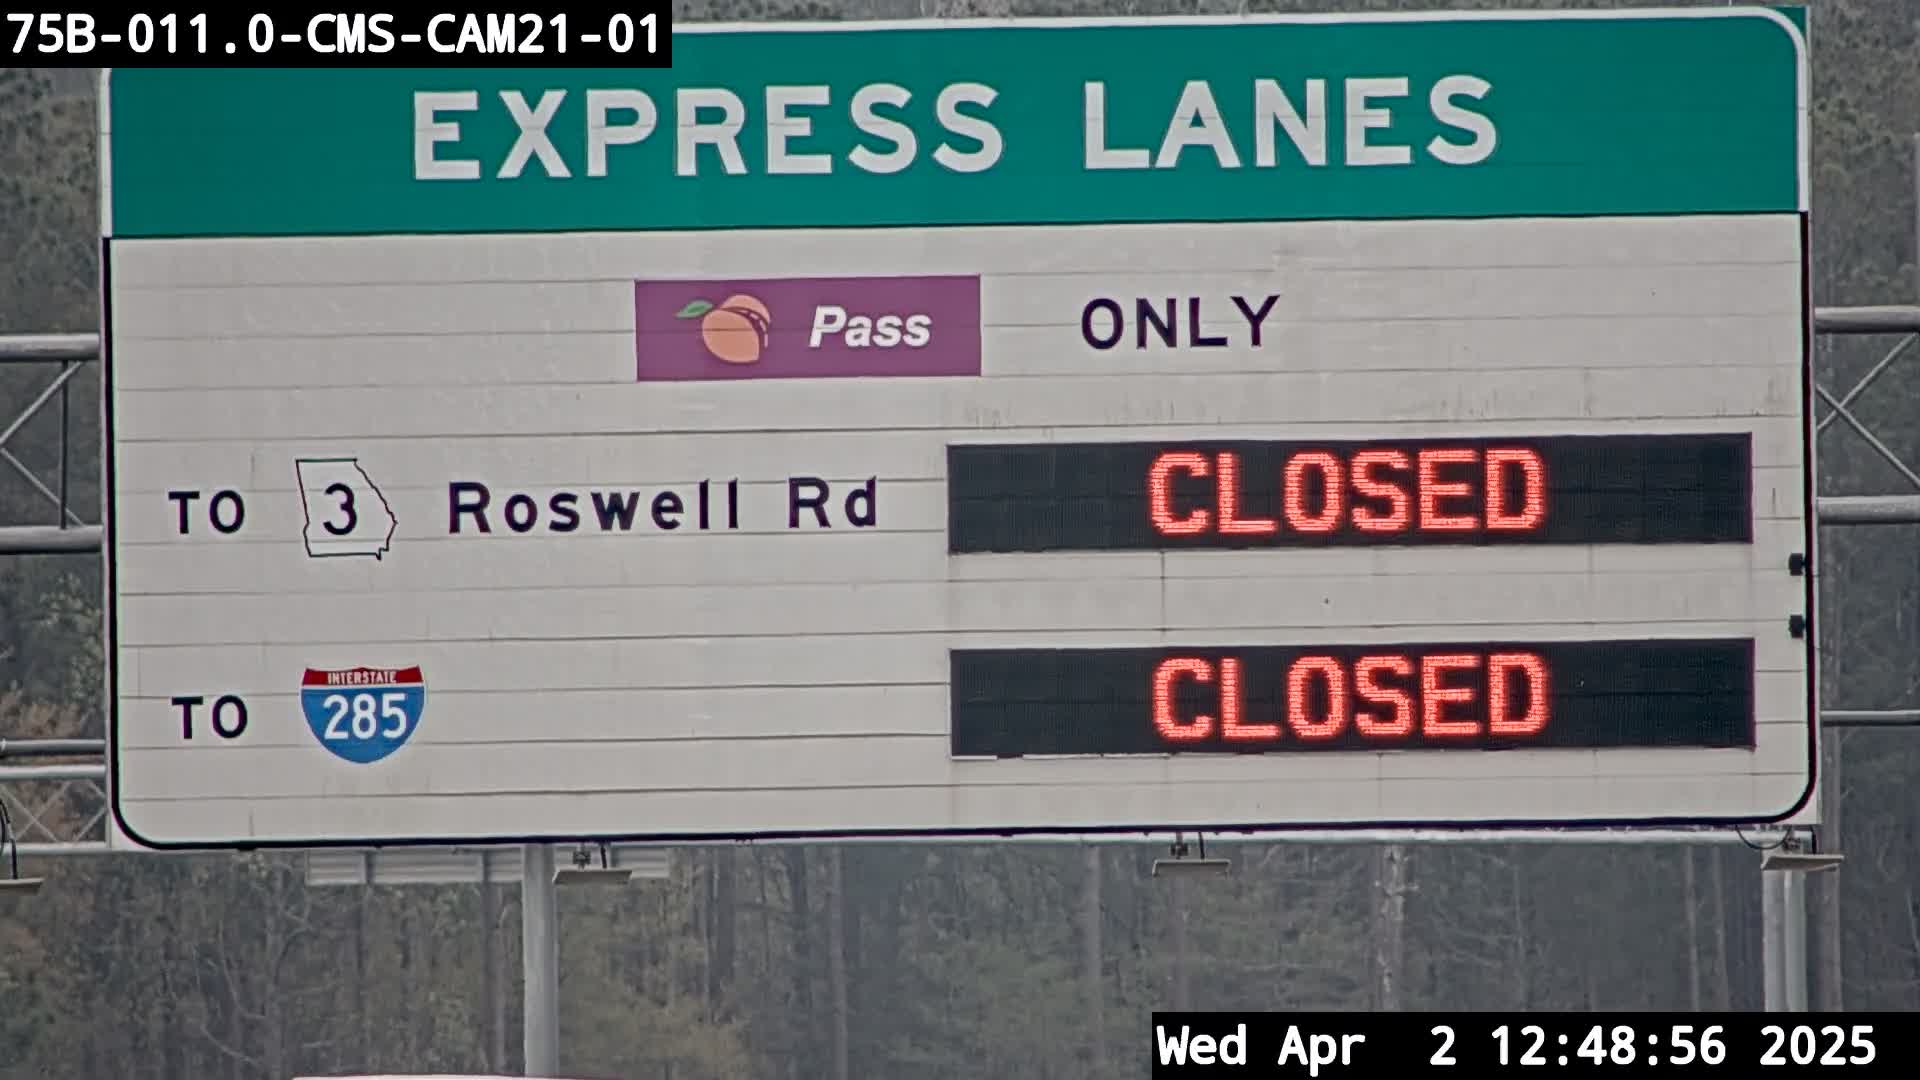 75B-011.0-CMS-CAM21-01
EXPRESS LANES
Pass ONLY
TO 3 Roswell Rd CLOSED
TO INTERSTATE 285 CLOSED
Wed Apr 2 12:48:56 2025